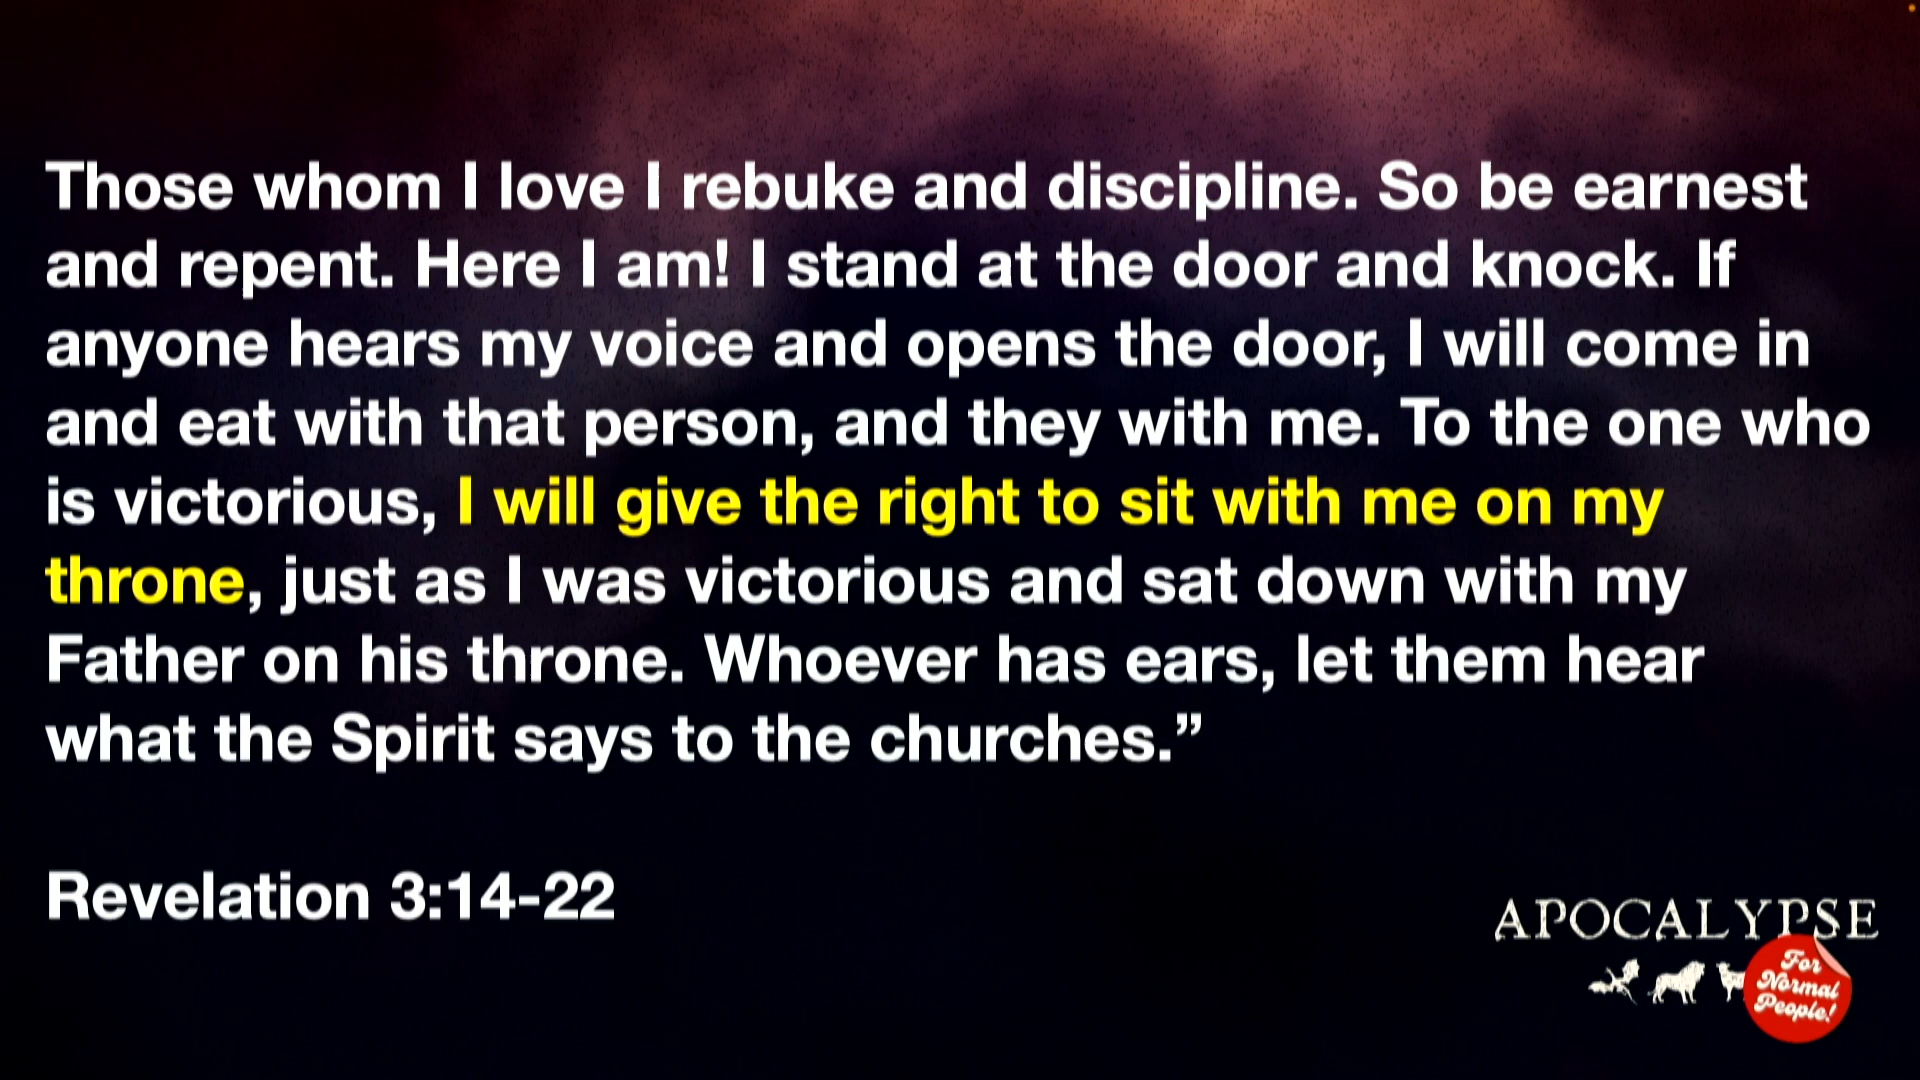 Those whom I love I rebuke and discipline. So be earnest
and repent. Here I am! I stand at the door and knock. If
anyone hears my voice and opens the door, I will come in
and eat with that person, and they with me. To the one who
is victorious, I will give the right to sit with me on my
throne, just as I was victorious and sat down with my
Father on his throne. Whoever has ears, let them hear
what the Spirit says to the churches.”
Revelation 3:14-22
APOCALYPSE
For
Normal
People!